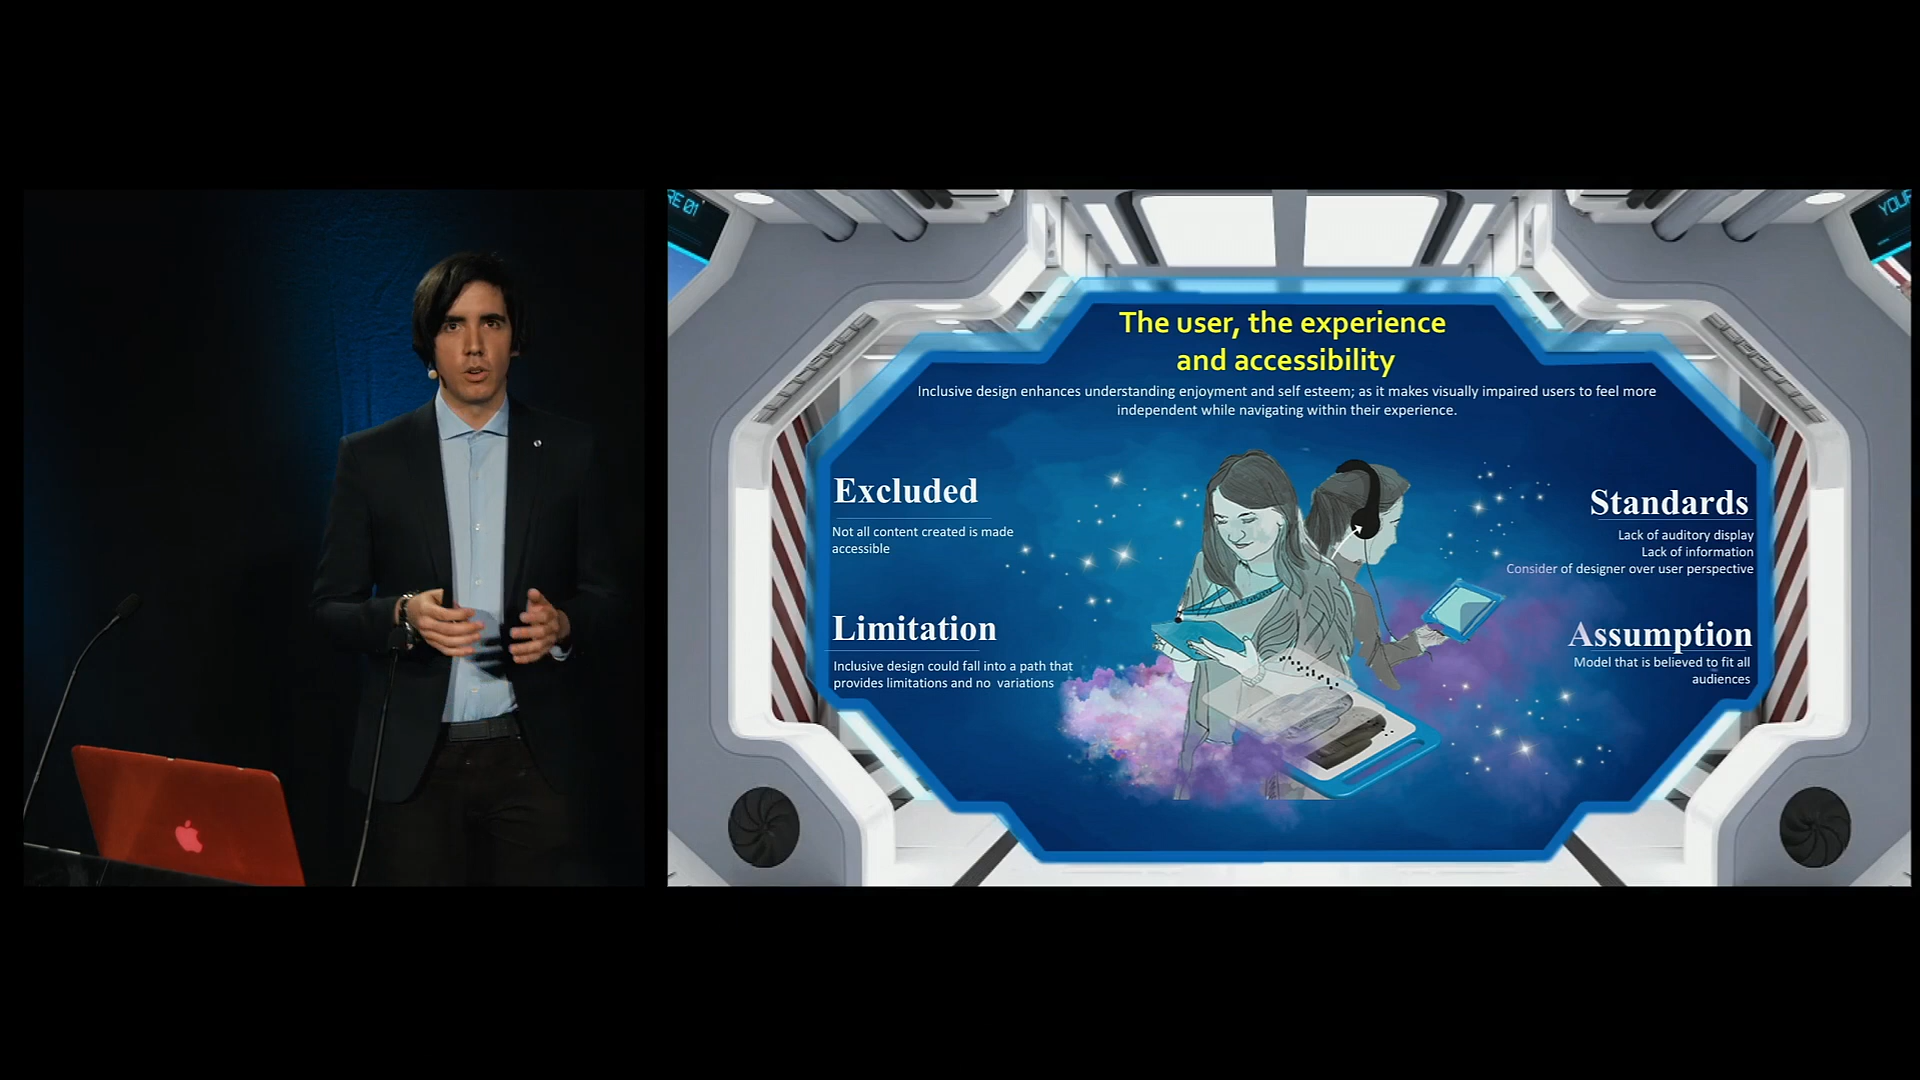 RE 01
YOUR
The user, the experience
and accessibility
Inclusive design enhances understanding enjoyment and self esteem; as it makes visually impaired users to feel more
independent while navigating within their experience.
Excluded
Not all content created is made
accessible
Limitation
Inclusive design could fall into a path that
provides limitations and no variations
Standards
Lack of auditory display
Lack of information
Consider of designer over user perspective
Assumption
Model that is believed to fit all
audiences